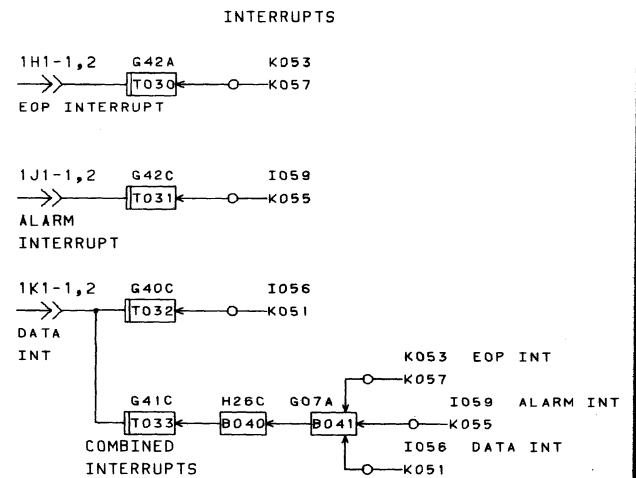 INTERRUPTS
1H1-1,2 G42A K053
T030 K057
EOP INTERRUPT
1J1-1,2 G42C I059
T031 K055
ALARM
INTERRUPT
1K1-1,2 G40C I056
T032 K051
DATA
INT
K053 EOP INT
K057
G41C H26C G07A I059 ALARM INT
T033 B040 B041 K055
COMBINED I056 DATA INT
INTERRUPTS K051